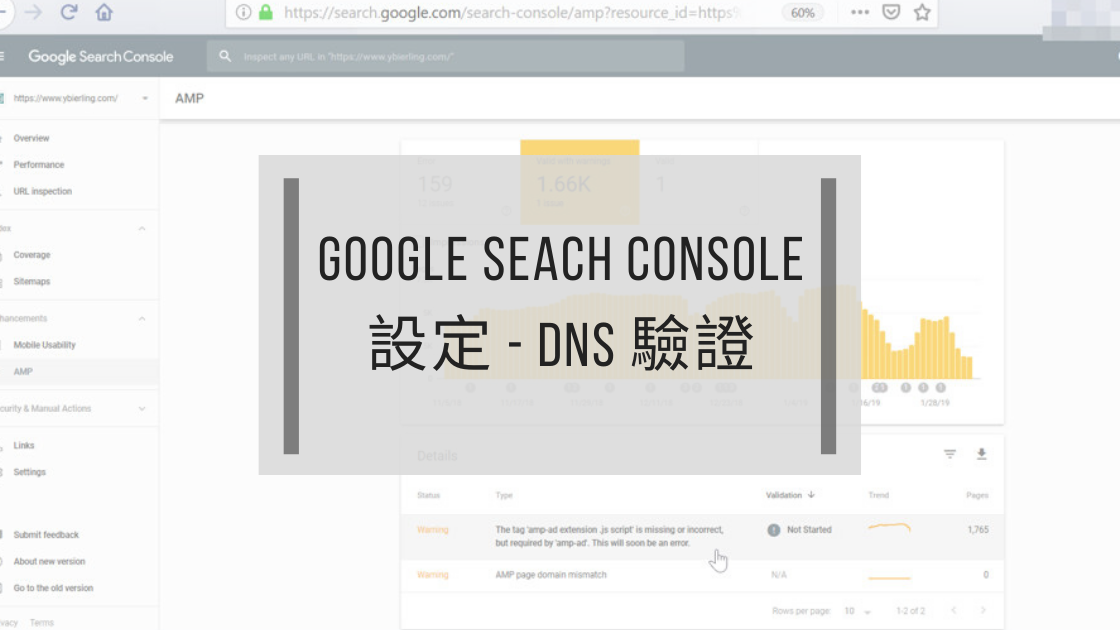 https://search.google.com/search-console/amp?resource_id=https%
60%
Google Search Console
Inspect any URL in "https://www.ybierling.com/"
https://www.ybierling.com/
AMP
Overview
Performance
URL inspection
Coverage
Sitemaps
hancements
Mobile Usability
AMP
curity & Manual Actions
Links
Settings
Submit feedback
About new version
Go to the old version
vacy Terms
159
1.66K
1
Valid with warnings
GOOGLE SEACH CONSOLE
設定 - DNS 驗證
16/19
1/28/19
Details
Status Type Validation Trend Pages
Warning The tag 'amp-ad extension .js script' is missing or incorrect, Not Started 1,765
but required by 'amp-ad'. This will soon be an error.
Warning AMP page domain mismatch N/A 0
Rows per page: 10 1-2 of 2